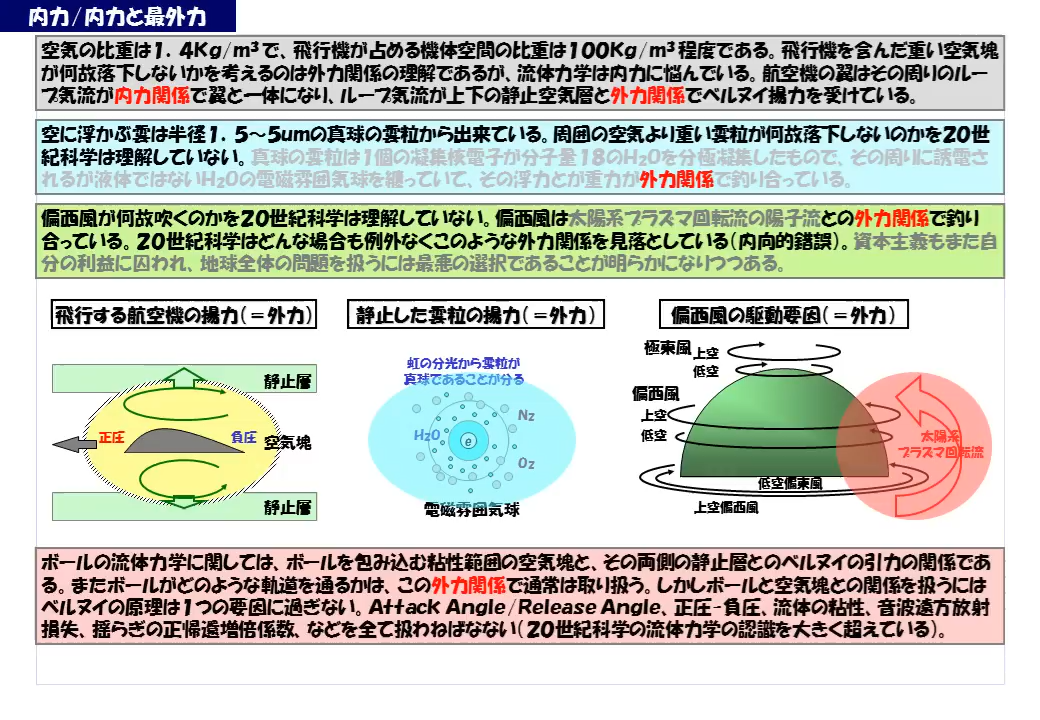 内力/内力と最外力
空気の比重は1.4Kg/m³で、飛行機が占める機体空間の比重は100Kg/m³程度である。飛行機を含んだ重い空気塊
が何故落下しないかを考えるのは外力関係の理解であるが、流体力学は内力に悩んでいる。航空機の翼はその周りのルー
プ気流が内力関係で翼と一体になり、ループ気流が上下の静止空気層と外力関係でベルヌイ揚力を受けている。
空に浮かぶ雲は半径1.5～5umの真球の雲粒から出来ている。周囲の空気より重い雲粒が何故落下しないのかを20世
紀科学は理解していない。真球の雲粒は1個の凝集核電子が分子量18のH₂Oを分極凝集したもので、その周りに誘電さ
れるが液体ではないH₂Oの電磁雰囲気球を纏っていて、その浮力とが重力が外力関係で釣り合っている。
偏西風が何故吹くのかを20世紀科学は理解していない。偏西風は太陽系プラズマ回転流の陽子流との外力関係で釣り
合っている。20世紀科学はどんな場合も例外なくこのような外力関係を見落としている(内向的錯誤)。資本主義もまた自
分の利益に囚われ、地球全体の問題を扱うには最悪の選択であることが明らかになりつつある。
飛行する航空機の揚力(＝外力)
静止した雲粒の揚力(＝外力)
偏西風の駆動要因(＝外力)
静止層
正圧
負圧
空気塊
静止層
虹の分光から雲粒が
真球であることが分る
N₂
H₂O
e
O₂
電磁雰囲気球
極東風
上空
低空
偏西風
上空
低空
太陽系
プラズマ回転流
低空偏東風
上空偏西風
ボールの流体力学に関しては、ボールを包み込む粘性範囲の空気塊と、その両側の静止層とのベルヌイの引力の関係であ
る。またボールがどのような軌道を通るかは、この外力関係で通常は取り扱う。しかしボールと空気塊との関係を扱うには
ベルヌイの原理は1つの要因に過ぎない。Attack Angle/Release Angle、正圧-負圧、流体の粘性、音波遠方放射
損失、揺らぎの正帰還増倍係数、などを全て扱わねばなない(20世紀科学の流体力学の認識を大きく超えている)。